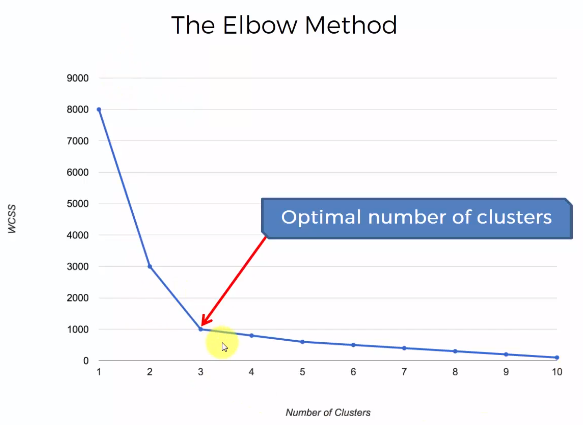 The Elbow Method
9000
8000
7000
6000
5000
4000
3000
2000
1000
0
WCSS
Optimal number of clusters
1 2 3 4 5 6 7 8 9 10
Number of Clusters